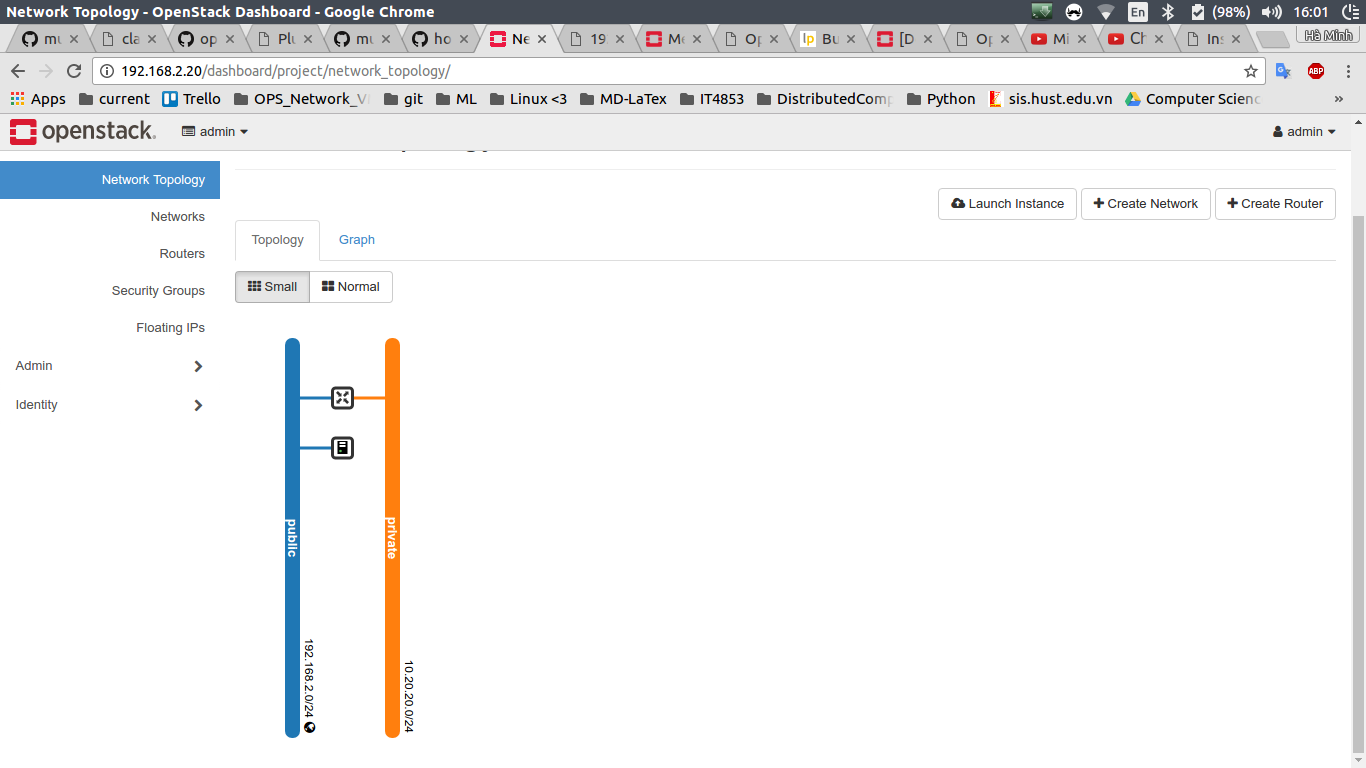 Network Topology - OpenStack Dashboard - Google Chrome
En (98%) 16:01
mu cla op Plu mu ho Ne 19 Me Op Bu [D Op Mi Ch Ins Hà Minh
192.168.2.20/dashboard/project/network_topology/
Apps current Trello OPS_Network_V git ML Linux <3 MD-LaTex IT4853 DistributedComp Python sis.hust.edu.vn Computer Scienc »
openstack. admin admin
Network Topology
Launch Instance Create Network Create Router
Networks
Topology Graph
Routers
Small Normal
Security Groups
Floating IPs
Admin
Identity
public
private
192.168.2.0/24
10.20.20.0/24